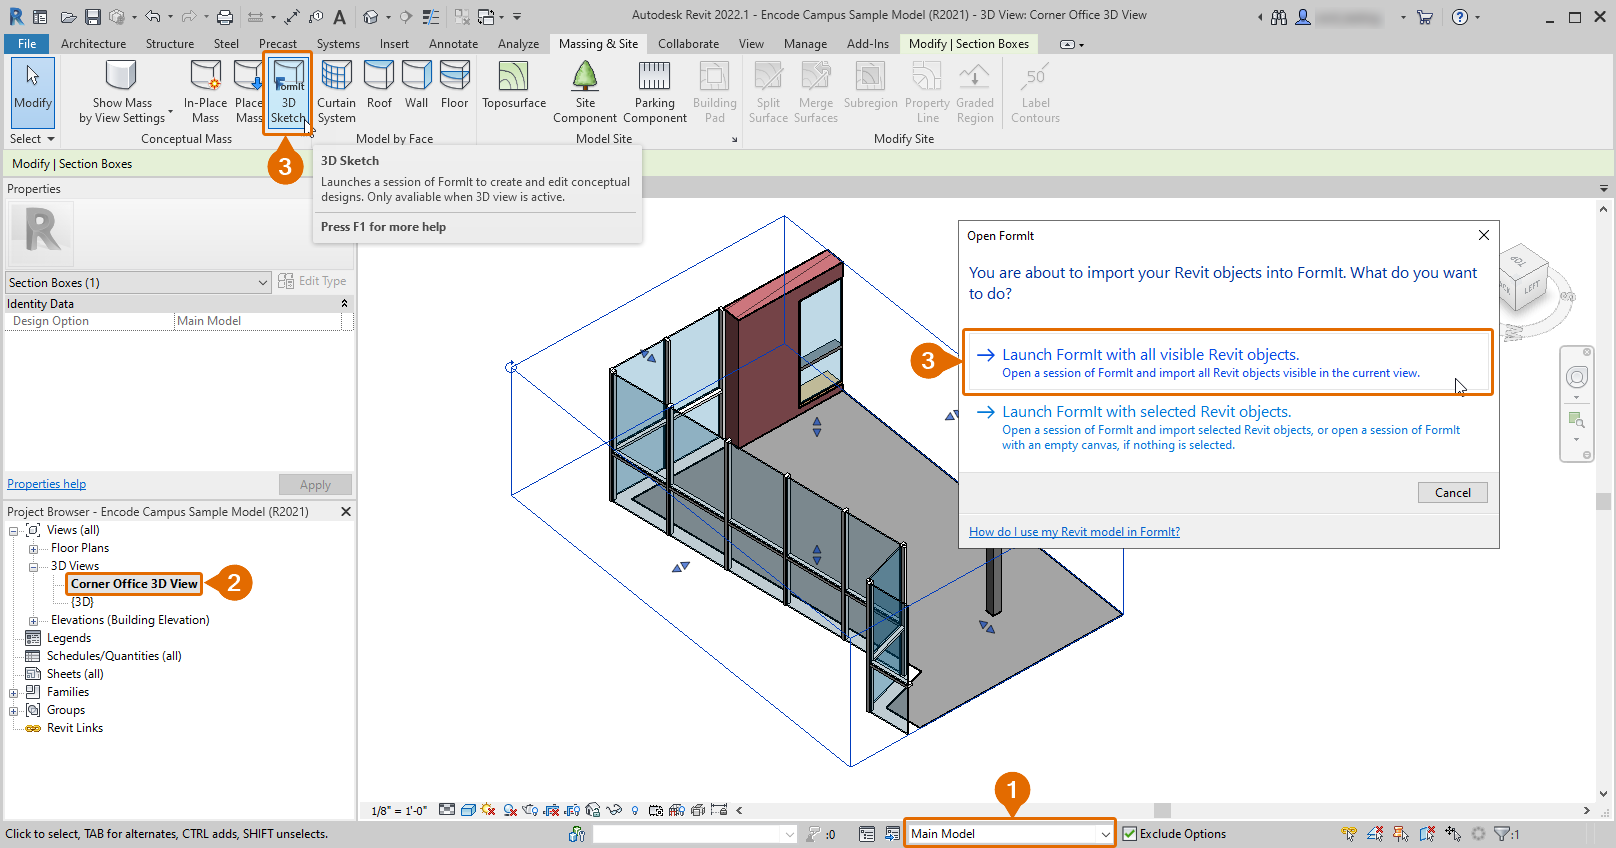 Autodesk Revit 2022.1 - Encode Campus Sample Model (R2021) - 3D View: Corner Office 3D View
File Architecture Structure Steel Precast Systems Insert Annotate Analyze Massing & Site Collaborate View Manage Add-Ins Modify | Section Boxes
Modify
Show Mass
by View Settings
In-Place
Mass
Place
Mass
FormIt
3D
Sketch
Curtain
System
Roof
Wall
Floor
Toposurface
Site
Component
Parking
Component
Building
Pad
Split
Surface
Merge
Surfaces
Subregion
Property
Line
Graded
Region
50
Label
Contours
Select
Conceptual Mass
Model by Face
Model Site
Modify Site
3
Modify | Section Boxes
3D Sketch
Launches a session of FormIt to create and edit conceptual
designs. Only avaliable when 3D view is active.
Press F1 for more help
Properties
R
Section Boxes (1)
Edit Type
Identity Data
Design Option Main Model
Properties help
Apply
Project Browser - Encode Campus Sample Model (R2021)
Views (all)
Floor Plans
3D Views
Corner Office 3D View
2
{3D}
Elevations (Building Elevation)
Legends
Schedules/Quantities (all)
Sheets (all)
Families
Groups
Revit Links
Open FormIt
You are about to import your Revit objects into FormIt. What do you want
to do?
3
Launch FormIt with all visible Revit objects.
Open a session of FormIt and import all Revit objects visible in the current view.
Launch FormIt with selected Revit objects.
Open a session of FormIt and import selected Revit objects, or open a session of FormIt
with an empty canvas, if nothing is selected.
Cancel
How do I use my Revit model in FormIt?
TOP
LEFT
1/8" = 1'-0"
1
Click to select, TAB for alternates, CTRL adds, SHIFT unselects.
:0
Main Model
Exclude Options
:1